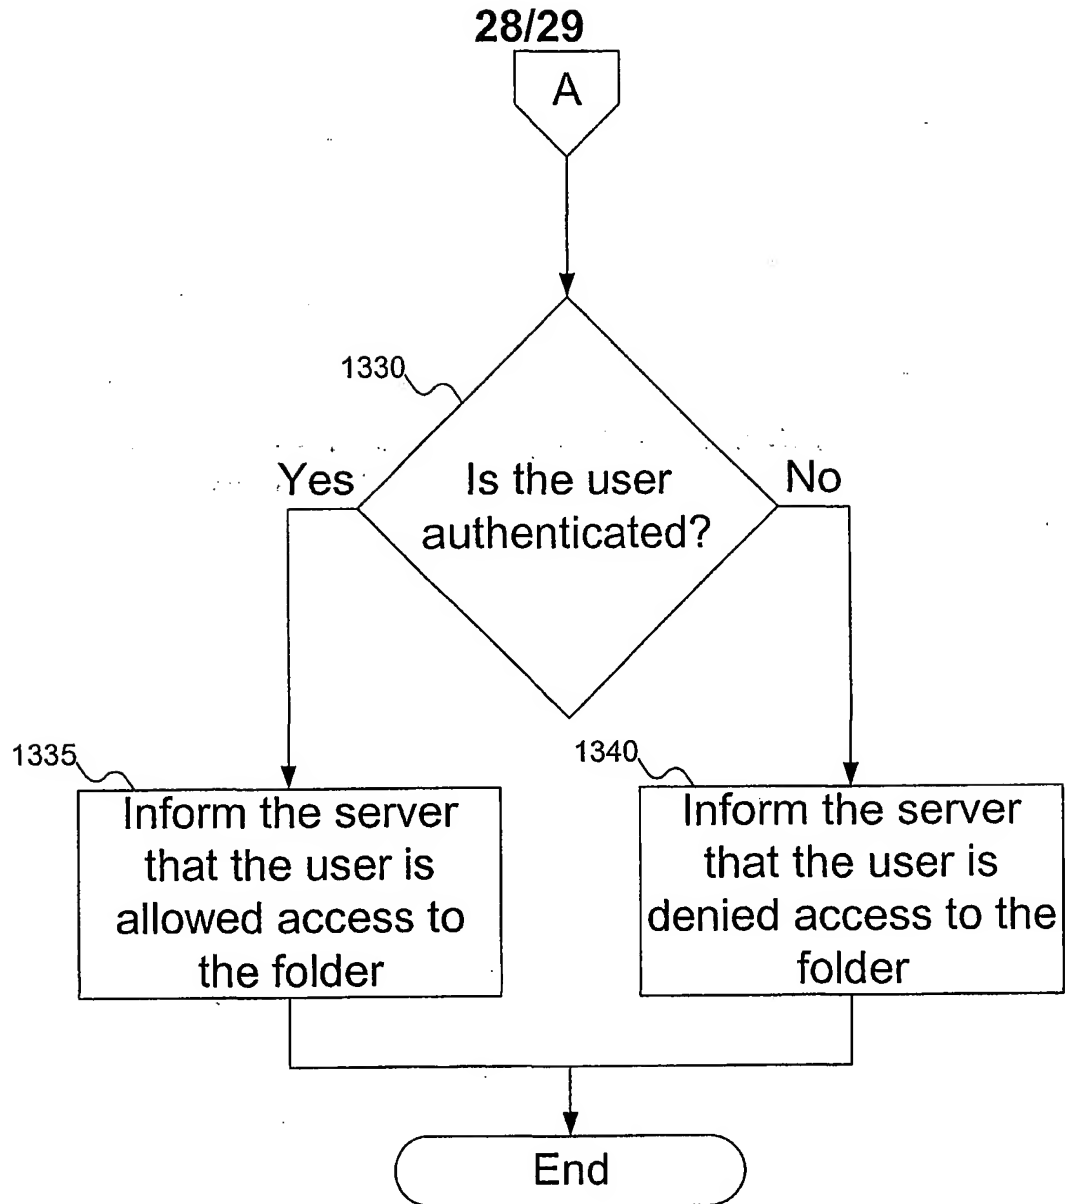 28/29
A
1330
Yes
Is the user
authenticated?
No
1335
Inform the server
that the user is
allowed access to
the folder
1340
Inform the server
that the user is
denied access to the
folder
End